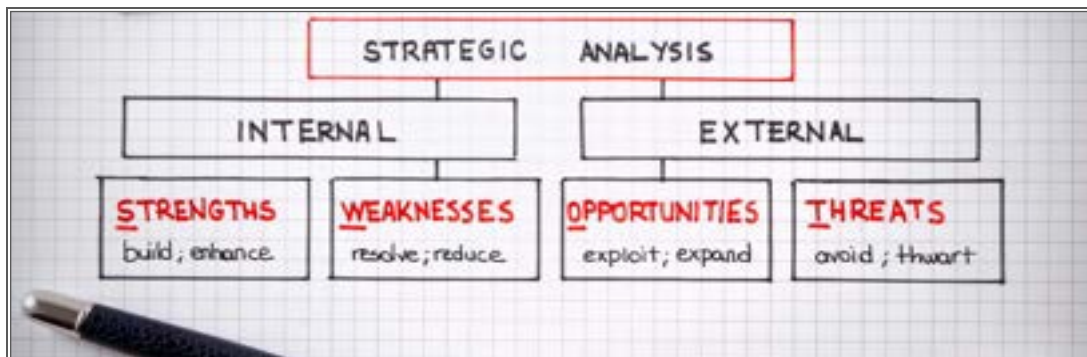 STRATEGIC ANALYSIS
INTERNAL
EXTERNAL
STRENGTHS
build; enhance
WEAKNESSES
resolve; reduce
OPPORTUNITIES
exploit; expand
THREATS
avoid; thwart